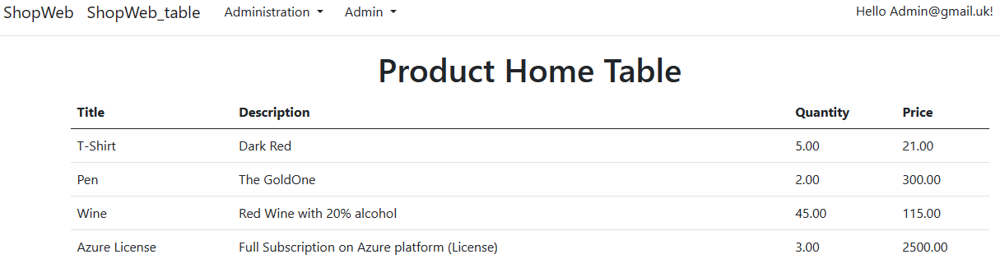 ShopWeb ShopWeb_table Administration Admin Hello Admin@gmail.uk!
Product Home Table
Title Description Quantity Price
T-Shirt Dark Red 5.00 21.00
Pen The GoldOne 2.00 300.00
Wine Red Wine with 20% alcohol 45.00 115.00
Azure License Full Subscription on Azure platform (License) 3.00 2500.00